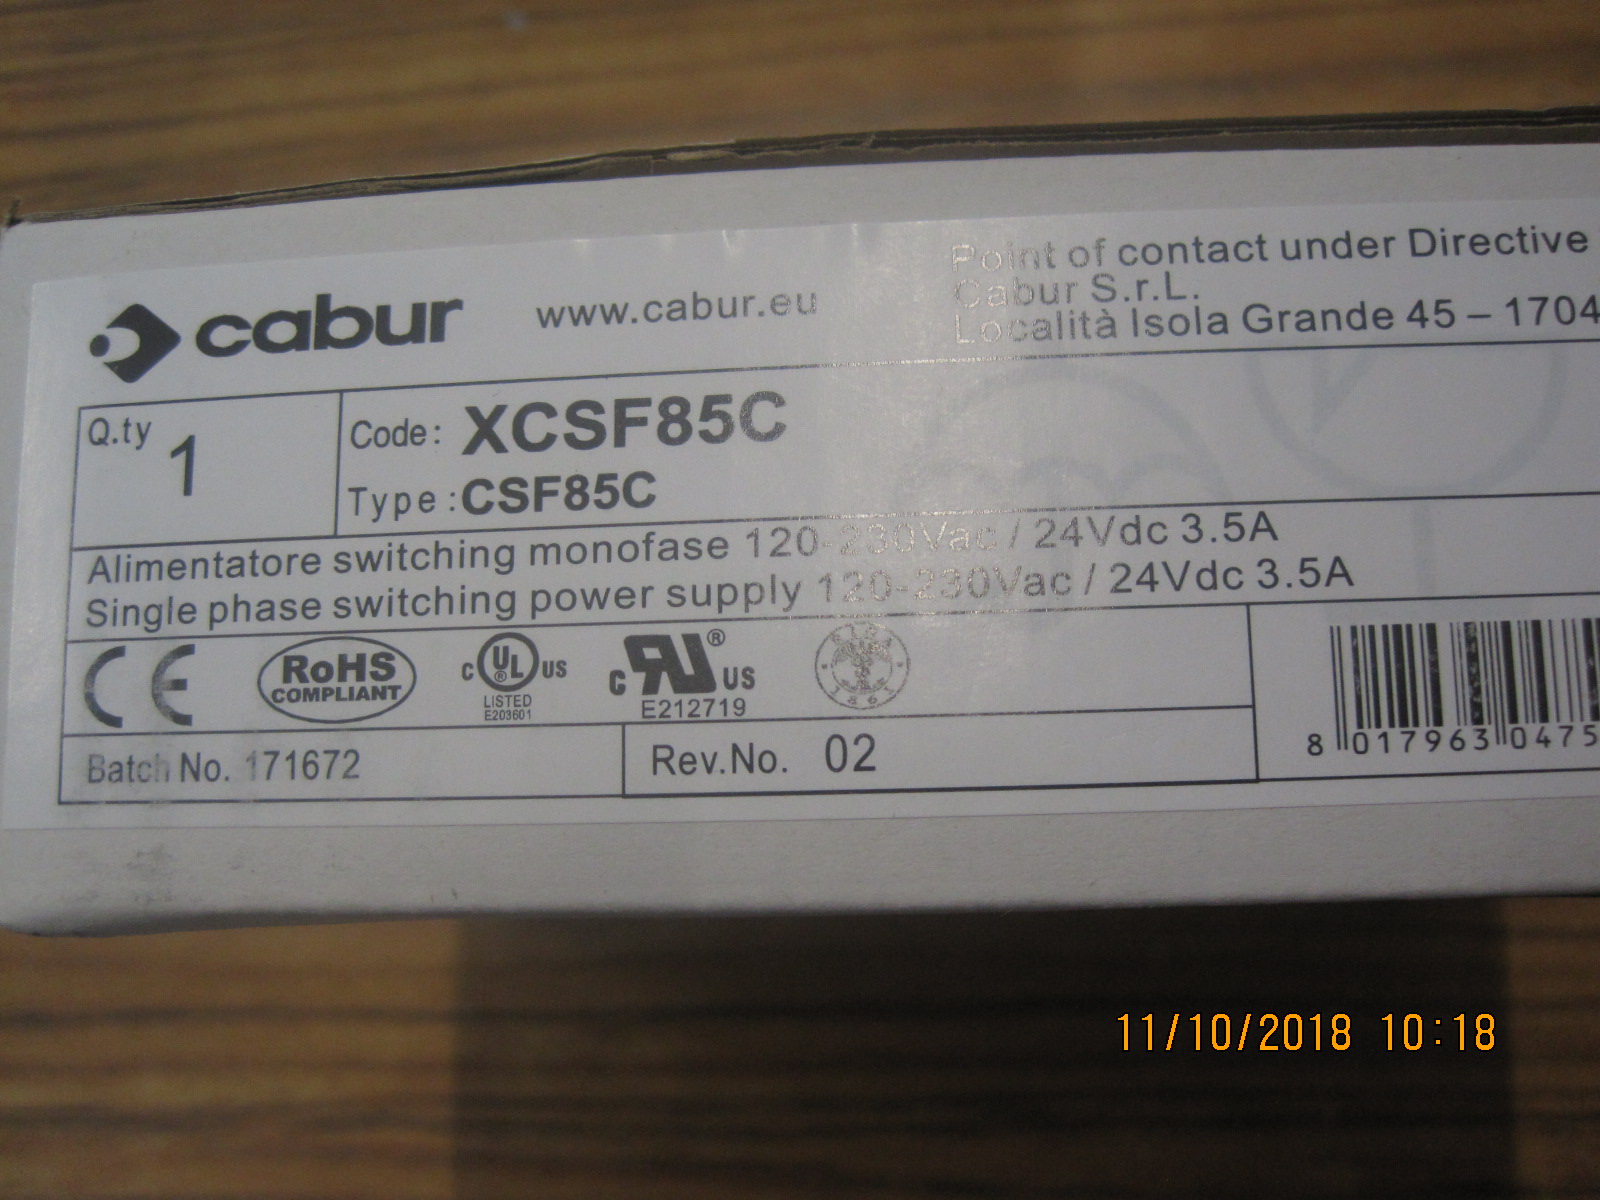 cabur
www.cabur.eu
Point of contact under Directive
Cabur S.r.L.
Località Isola Grande 45 – 1704
Q.ty 1
Code: XCSF85C
Type :CSF85C
Alimentatore switching monofase 120-230Vac / 24Vdc 3.5A
Single phase switching power supply 120-230Vac / 24Vdc 3.5A
CE
RoHS
COMPLIANT
c UL ® US
LISTED
E203601
c RU ® US
E212719
1861
Batch No. 171672
Rev.No. 02
8 017963 0475
11/10/2018 10:18